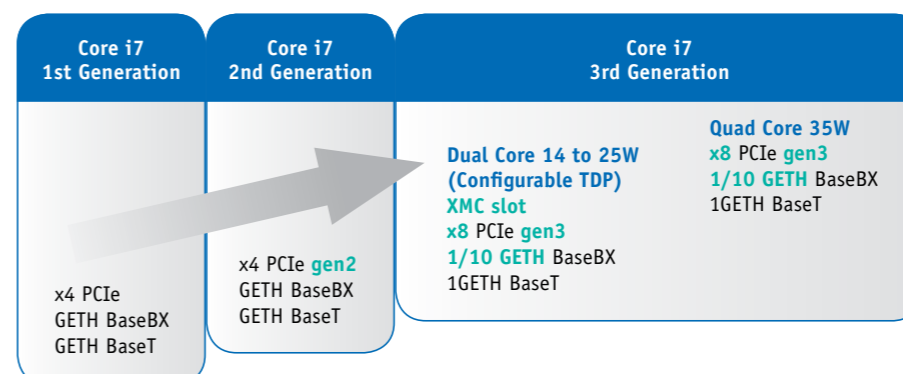 Core i7
1st Generation
Core i7
2nd Generation
Core i7
3rd Generation
x4 PCIe
GETH BaseBX
GETH BaseT
x4 PCIe gen2
GETH BaseBX
GETH BaseT
Dual Core 14 to 25W
(Configurable TDP)
XMC slot
x8 PCIe gen3
1/10 GETH BaseBX
1GETH BaseT
Quad Core 35W
x8 PCIe gen3
1/10 GETH BaseBX
1GETH BaseT